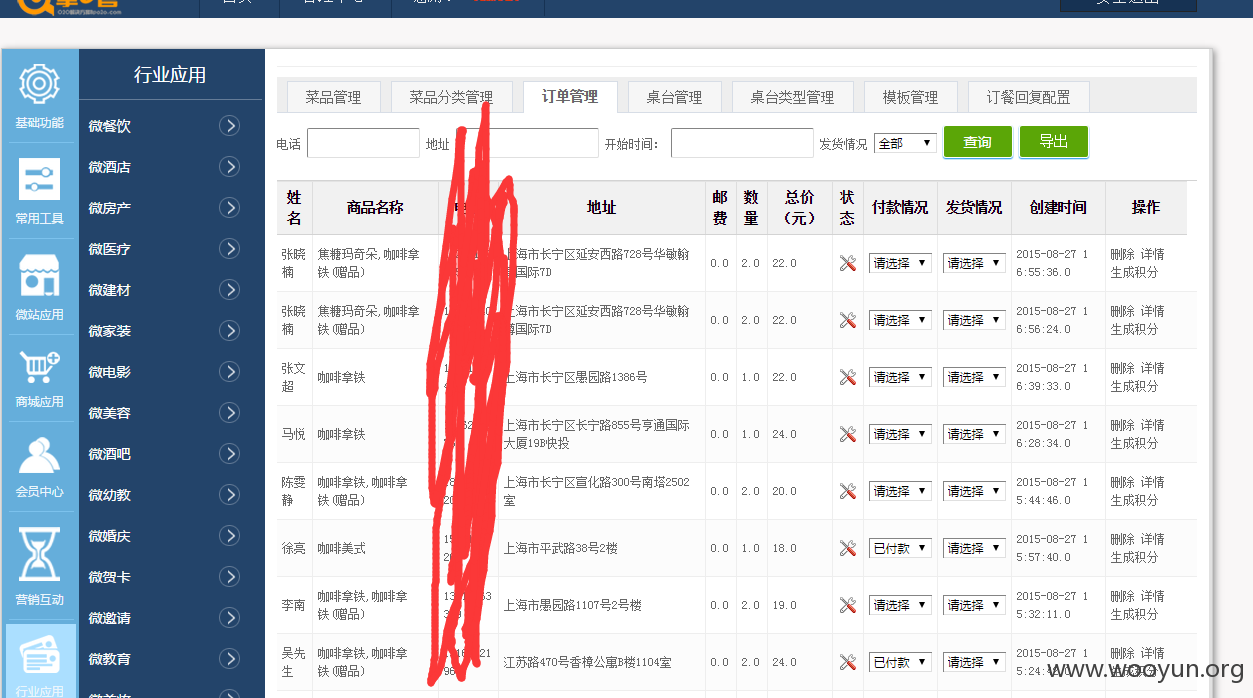 行业应用
基础功能
常用工具
微站应用
商城应用
会员中心
营销互动
行业应用
微餐饮
微酒店
微房产
微医疗
微建材
微家装
微电影
微美容
微酒吧
微幼教
微婚庆
微贺卡
微邀请
微教育
菜品管理 菜品分类管理 订单管理 桌台管理 桌台类型管理 模板管理 订餐回复配置
电话 地址 开始时间: 发货情况 全部 查询 导出
姓名 商品名称 地址 邮费 数量 总价(元) 状态 付款情况 发货情况 创建时间 操作
张晓楠 焦糖玛奇朵,咖啡拿铁(赠品) 上海市长宁区延安西路728号华敏翰尊国际7D 0.0 2.0 22.0 请选择 请选择 2015-08-27 16:55:36.0 删除 详情 生成积分
张晓楠 焦糖玛奇朵,咖啡拿铁(赠品) 上海市长宁区延安西路728号华敏翰尊国际7D 0.0 2.0 22.0 请选择 请选择 2015-08-27 16:56:24.0 删除 详情 生成积分
张文超 咖啡拿铁 上海市长宁区愚园路1386号 0.0 1.0 22.0 请选择 请选择 2015-08-27 16:39:33.0 删除 详情 生成积分
马悦 咖啡拿铁 上海市长宁区长宁路855号亨通国际大厦19B快投 0.0 1.0 24.0 请选择 请选择 2015-08-27 16:28:34.0 删除 详情 生成积分
陈雯静 咖啡拿铁,咖啡拿铁(赠品) 上海市长宁区宣化路300号南塔2502室 0.0 2.0 20.0 请选择 请选择 2015-08-27 15:44:46.0 删除 详情 生成积分
徐亮 咖啡美式 上海市平武路38号2楼 0.0 1.0 18.0 已付款 请选择 2015-08-27 15:57:40.0 删除 详情 生成积分
李南 咖啡拿铁,咖啡拿铁(赠品) 上海市愚园路1107号2号楼 0.0 2.0 19.0 请选择 请选择 2015-08-27 15:32:11.0 删除 详情 生成积分
吴先生 咖啡拿铁,咖啡拿铁(赠品) 江苏路470号香樟公寓B楼1104室 0.0 2.0 24.0 已付款 请选择 2015-08-27 删除 详情
www.wooyun.org